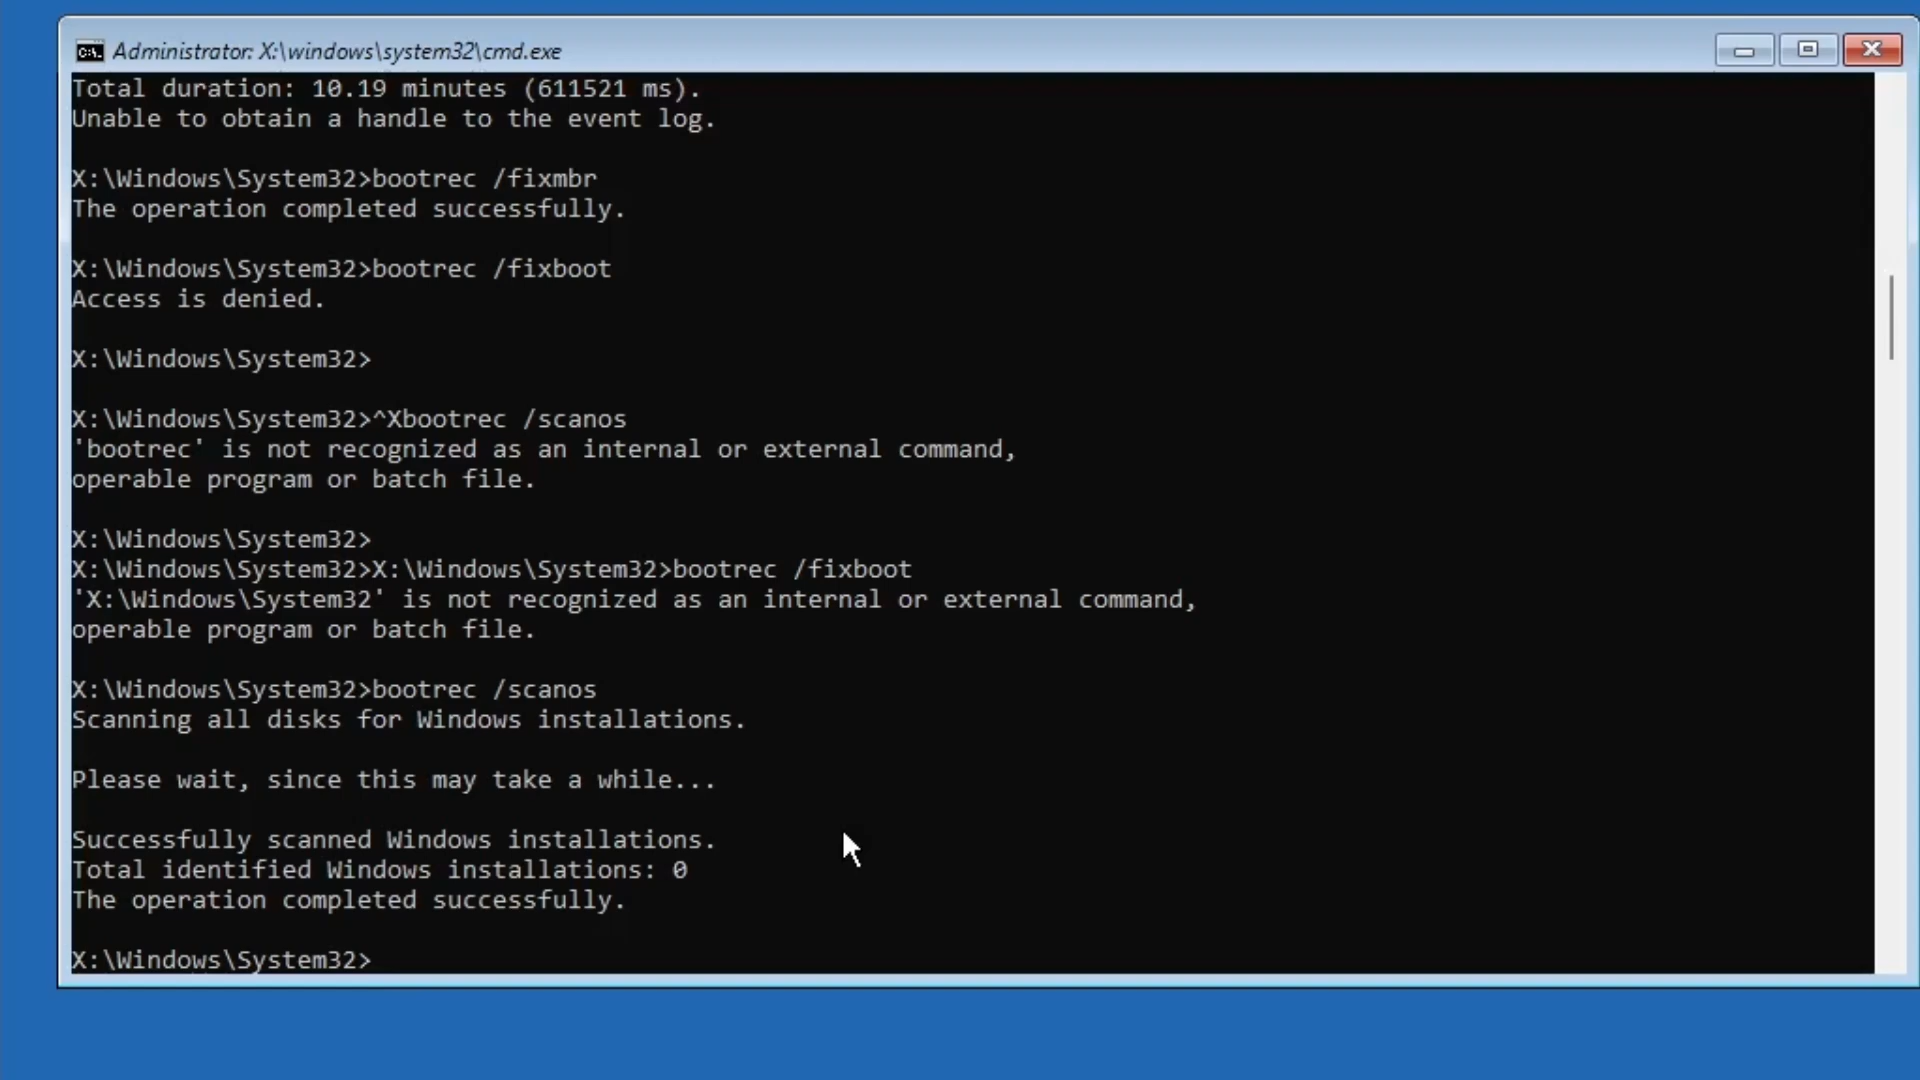 Administrator: X:\windows\system32\cmd.exe
Total duration: 10.19 minutes (611521 ms).
Unable to obtain a handle to the event log.
X:\Windows\System32>bootrec /fixmbr
The operation completed successfully.
X:\Windows\System32>bootrec /fixboot
Access is denied.
X:\Windows\System32>
X:\Windows\System32>^Xbootrec /scanos
'bootrec' is not recognized as an internal or external command,
operable program or batch file.
X:\Windows\System32>
X:\Windows\System32>X:\Windows\System32>bootrec /fixboot
'X:\Windows\System32' is not recognized as an internal or external command,
operable program or batch file.
X:\Windows\System32>bootrec /scanos
Scanning all disks for Windows installations.
Please wait, since this may take a while...
Successfully scanned Windows installations.
Total identified Windows installations: 0
The operation completed successfully.
X:\Windows\System32>